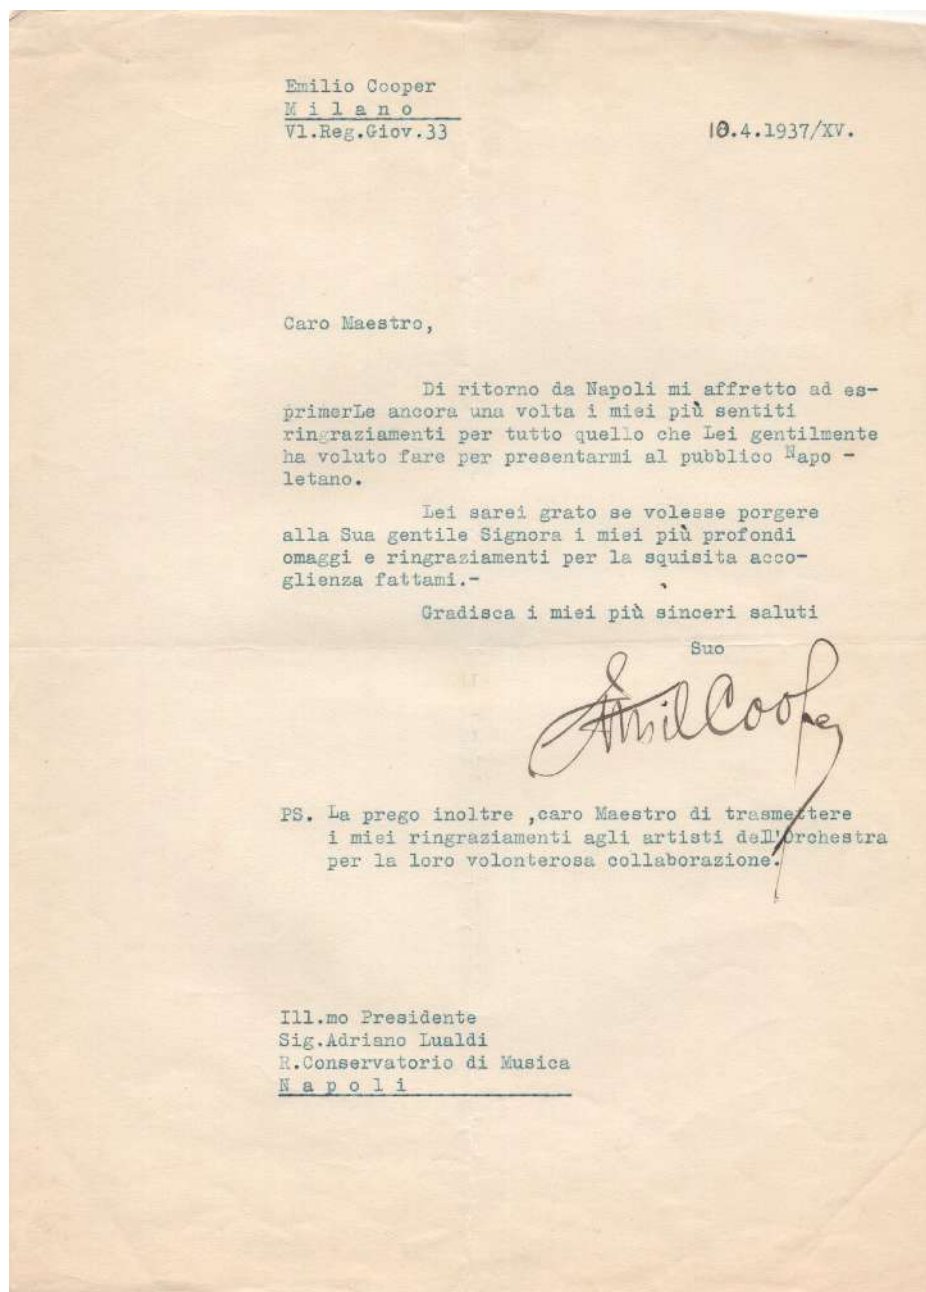 Emilio Cooper
Milano
Vl.Reg.Giov.33
10.4.1937/XV.
Caro Maestro,
Di ritorno da Napoli mi affretto ad es-
primerLe ancora una volta i miei più sentiti
ringraziamenti per tutto quello che Lei gentilmente
ha voluto fare per presentarmi al pubblico Napo -
letano.
Lei sarei grato se volesse porgere
alla Sua gentile Signora i miei più profondi
omaggi e ringraziamenti per la squisita acco-
glienza fattami.-
Gradisca i miei più sinceri saluti
Suo
Emil Cooper
PS. La prego inoltre ,caro Maestro di trasmettere
i miei ringraziamenti agli artisti dell'Orchestra
per la loro volonterosa collaborazione.
Ill.mo Presidente
Sig.Adriano Lualdi
R.Conservatorio di Musica
Napoli